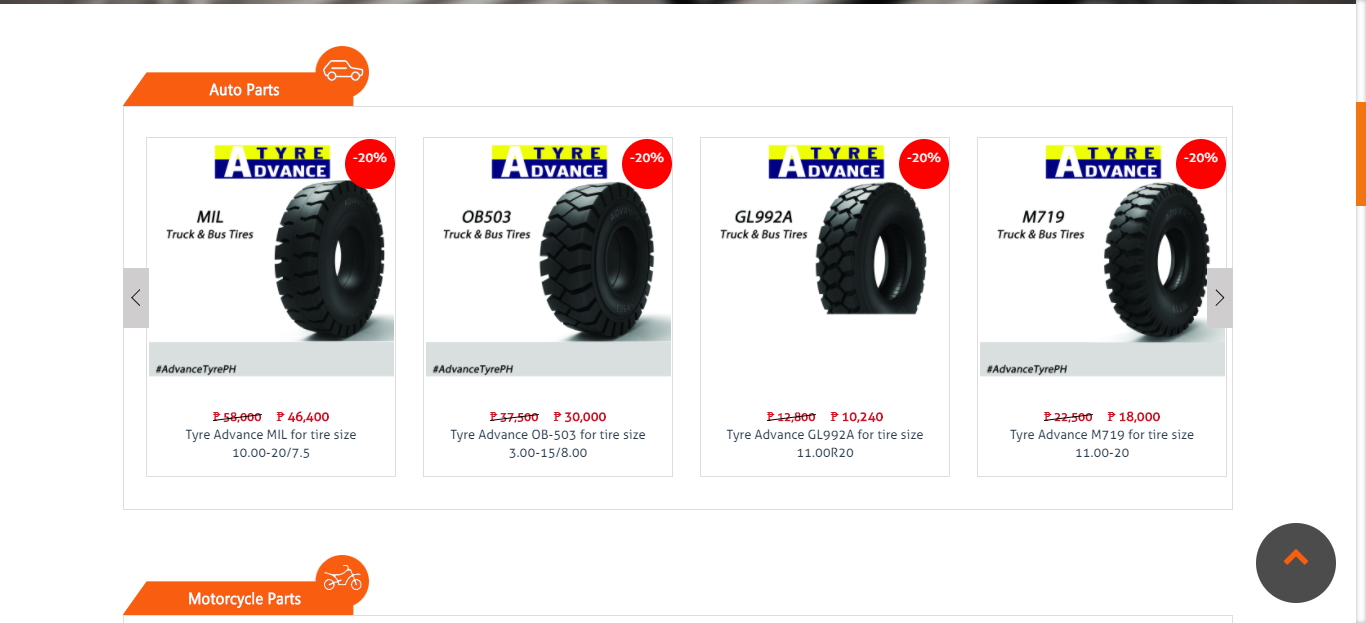 Auto Parts
TYRE
ADVANCE
-20%
MIL
Truck & Bus Tires
#AdvanceTyrePH
₱ 58,000 ₱ 46,400
Tyre Advance MIL for tire size
10.00-20/7.5
TYRE
ADVANCE
-20%
OB503
Truck & Bus Tires
#AdvanceTyrePH
₱ 37,500 ₱ 30,000
Tyre Advance OB-503 for tire size
3.00-15/8.00
TYRE
ADVANCE
-20%
GL992A
Truck & Bus Tires
₱ 12,800 ₱ 10,240
Tyre Advance GL992A for tire size
11.00R20
TYRE
ADVANCE
-20%
M719
Truck & Bus Tires
#AdvanceTyrePH
₱ 22,500 ₱ 18,000
Tyre Advance M719 for tire size
11.00-20
Motorcycle Parts